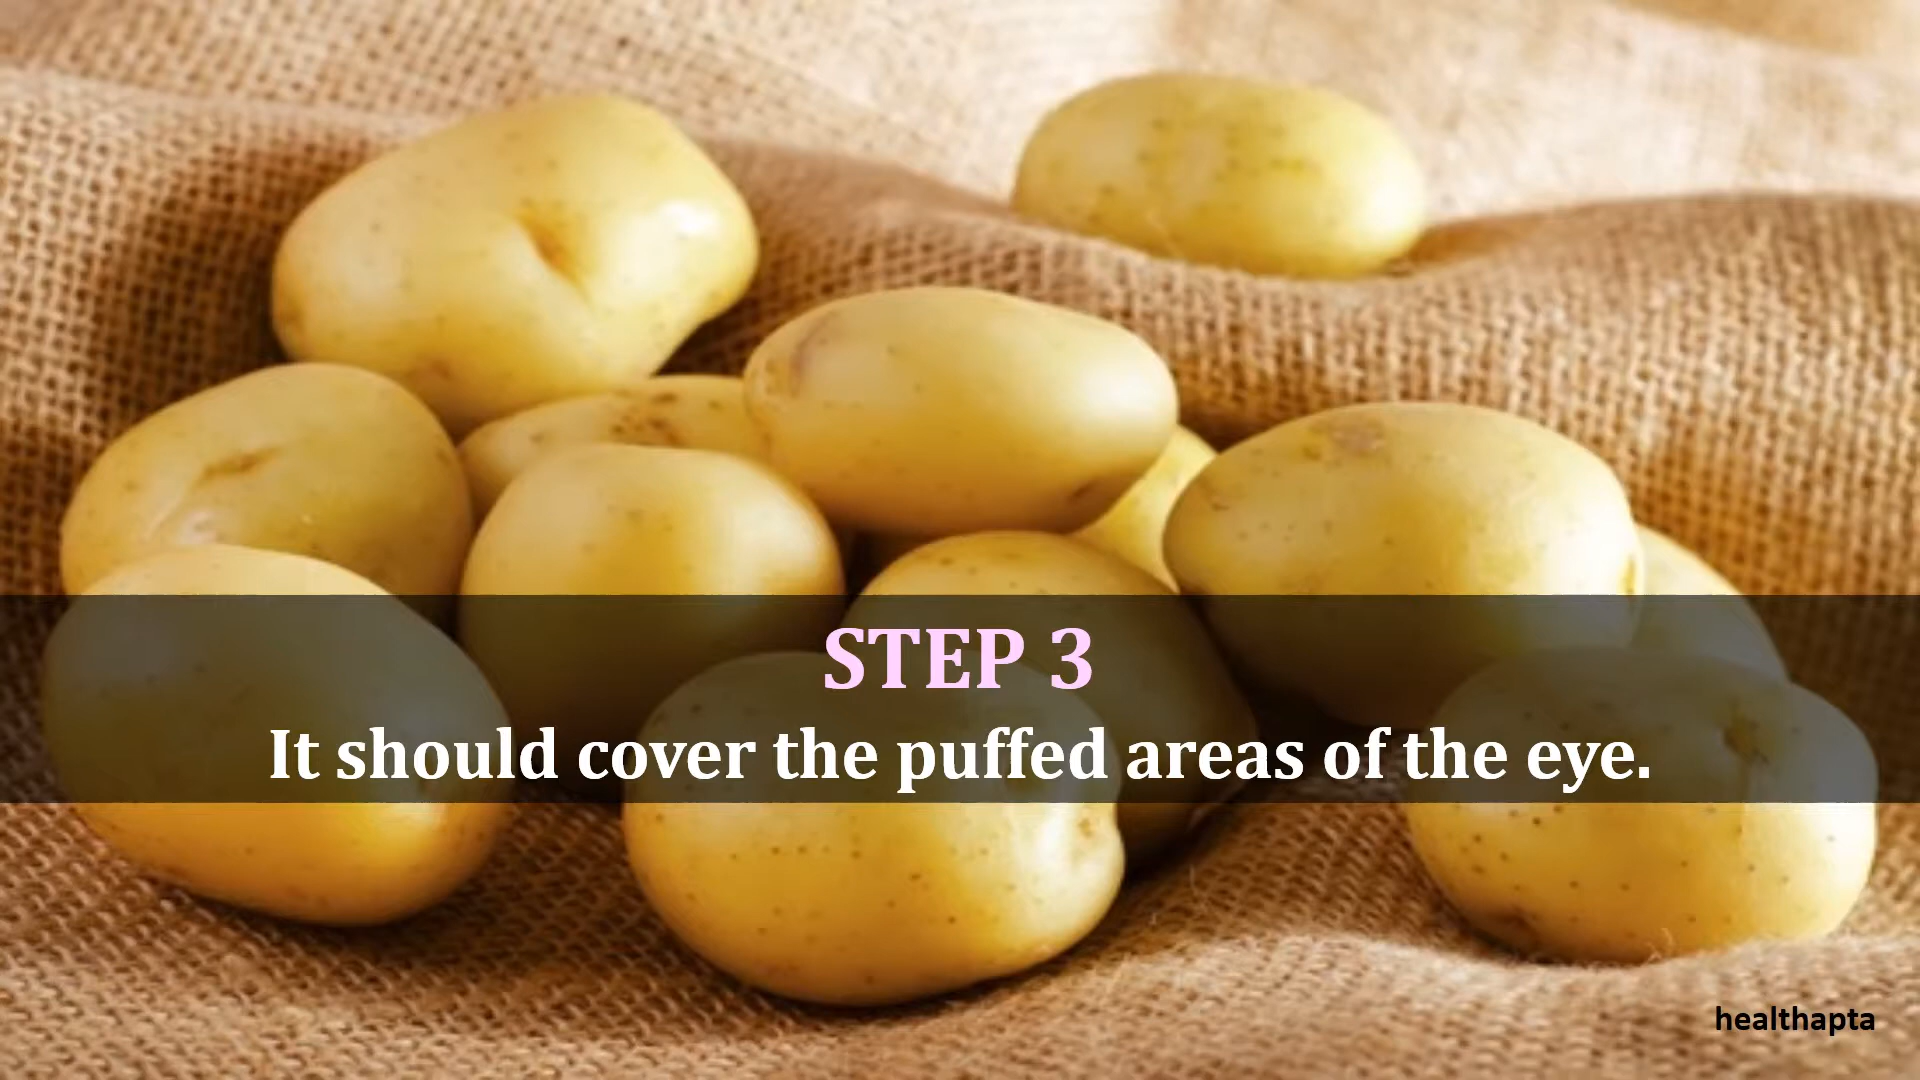 STEP 3
It should cover the puffed areas of the eye.
healthapta